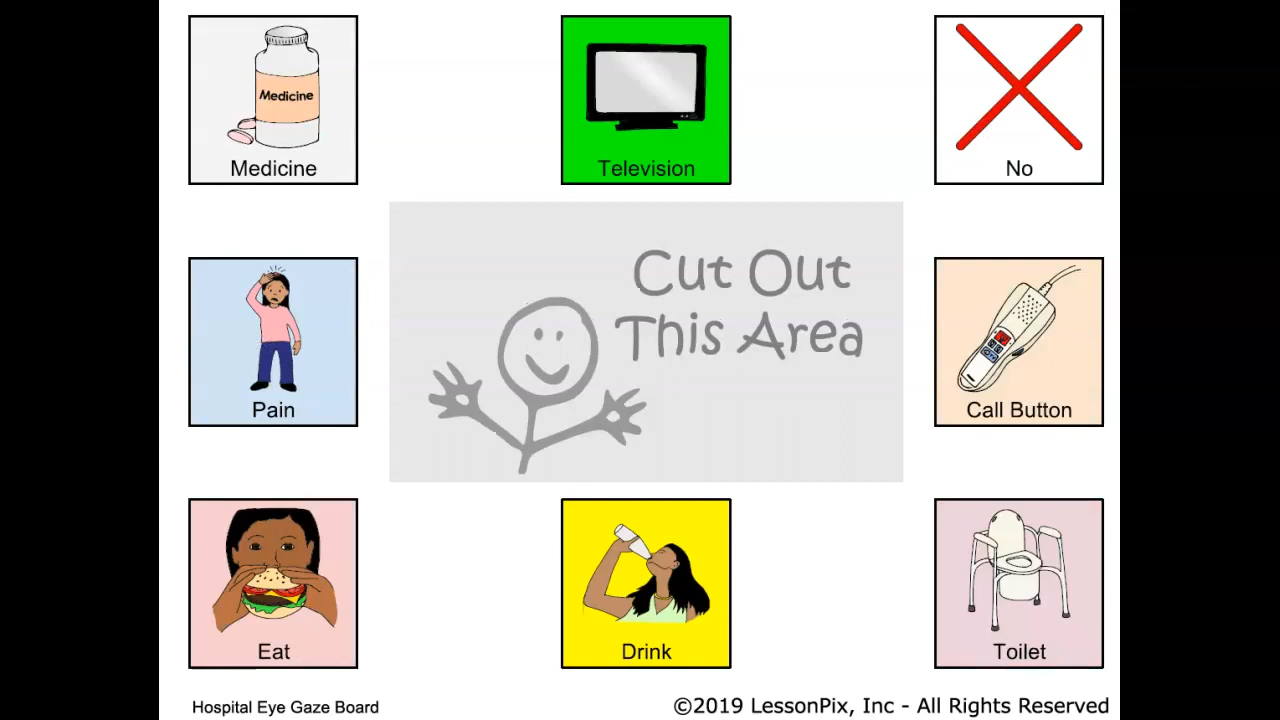 Medicine
Medicine
Television
No
Cut Out
This Area
Pain
Call Button
Eat
Drink
Toilet
Hospital Eye Gaze Board
©2019 LessonPix, Inc - All Rights Reserved